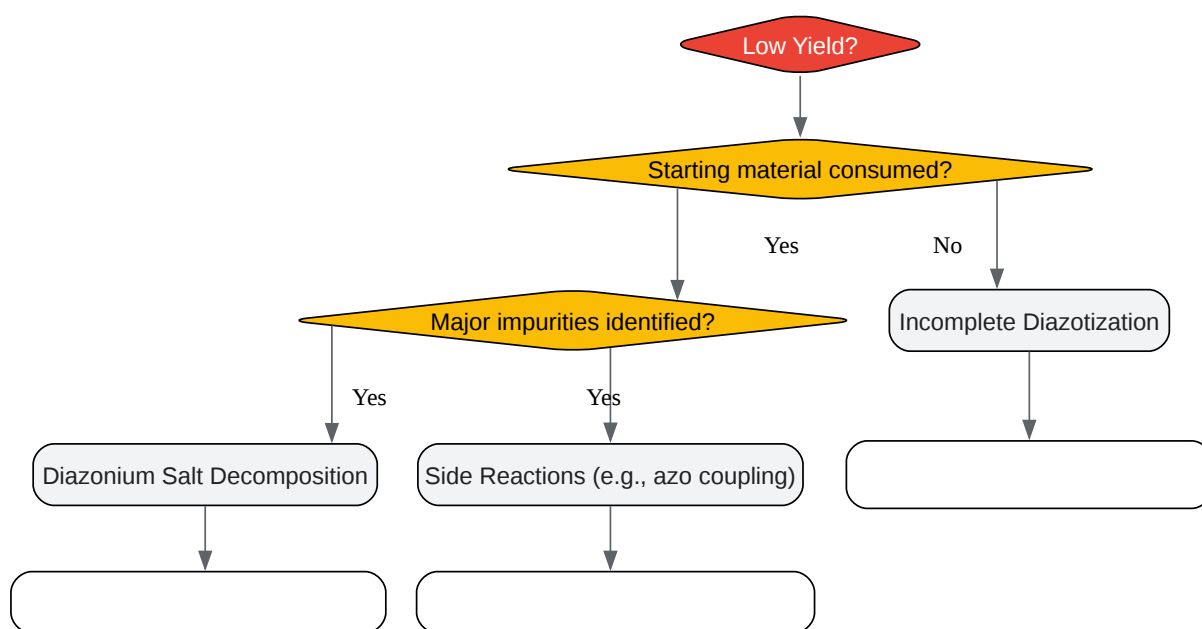 Low Yield?
Starting material consumed?
Yes
No
Major impurities identified?
Incomplete Diazotization
Yes
Yes
Diazonium Salt Decomposition
Side Reactions (e.g., azo coupling)